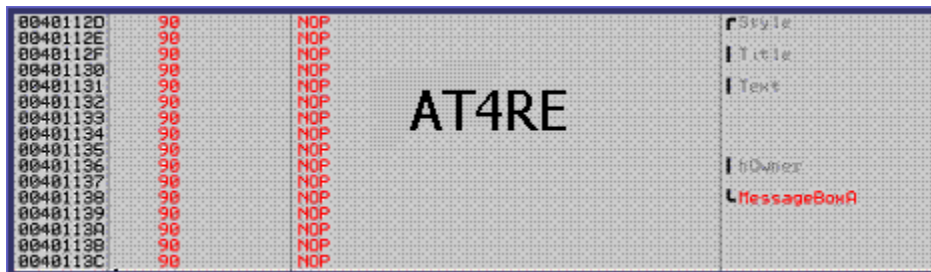 0040112D 90 NOP ┌Style
0040112E 90 NOP
0040112F 90 NOP │Title
00401130 90 NOP
00401131 90 NOP │Text
00401132 90 NOP
00401133 90 NOP
00401134 90 NOP
00401135 90 NOP
00401136 90 NOP │hOwner
00401137 90 NOP
00401138 90 NOP └MessageBoxA
00401139 90 NOP
0040113A 90 NOP
0040113B 90 NOP
0040113C 90 NOP
AT4RE